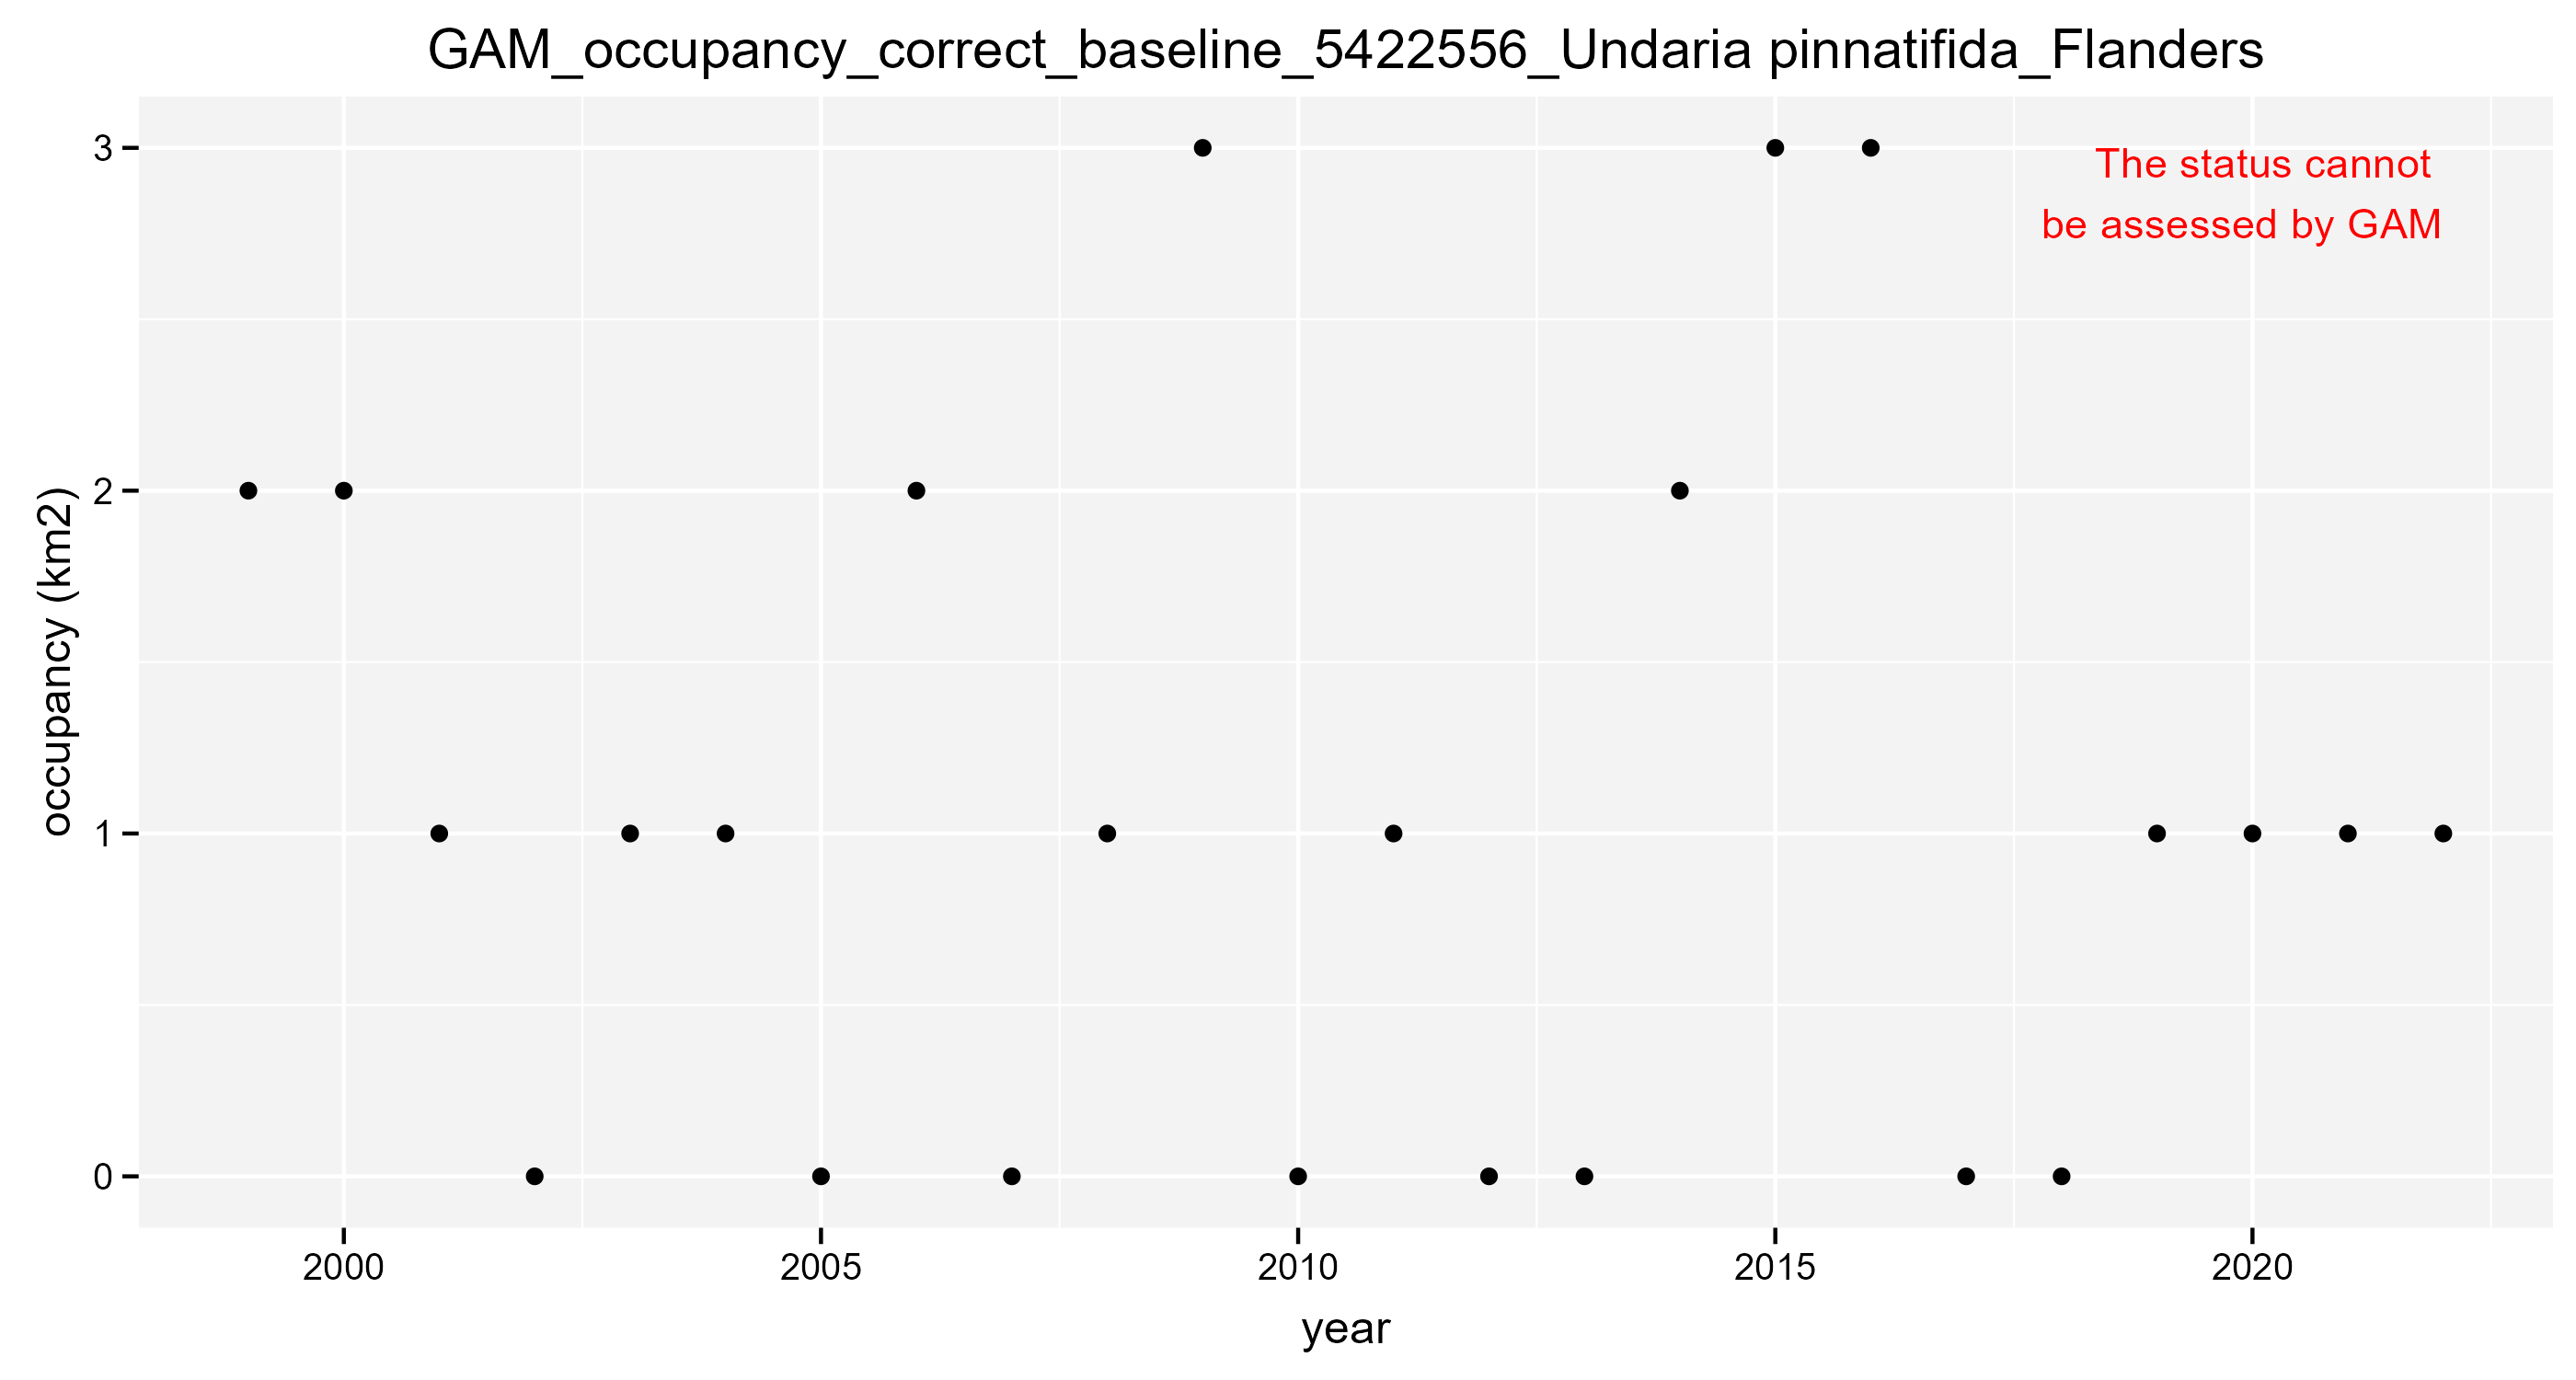 GAM_occupancy_correct_baseline_5422556_Undaria pinnatifida_Flanders
The status cannot
be assessed by GAM
occupancy (km2)
3
2
1
0
2000
2005
2010
2015
2020
year